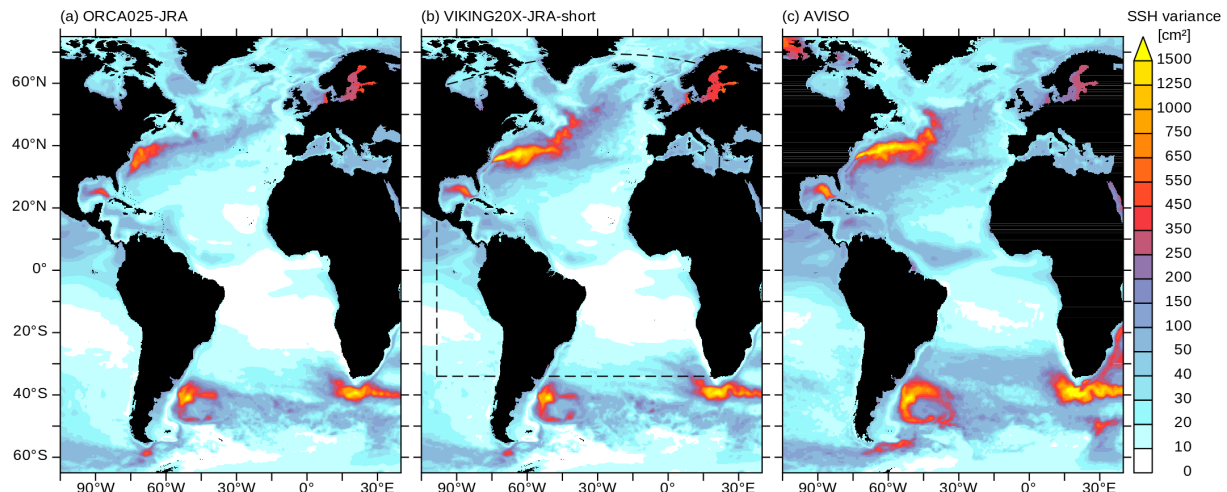 (a) ORCA025-JRA
(b) VIKING20X-JRA-short
(c) AVISO
SSH variance
[cm²]
60°N
40°N
20°N
0°
20°S
40°S
60°S
90°W 60°W 30°W 0° 30°E
90°W 60°W 30°W 0° 30°E
90°W 60°W 30°W 0° 30°E
1500
1250
1000
750
650
550
450
350
250
200
150
100
50
40
30
20
10
0